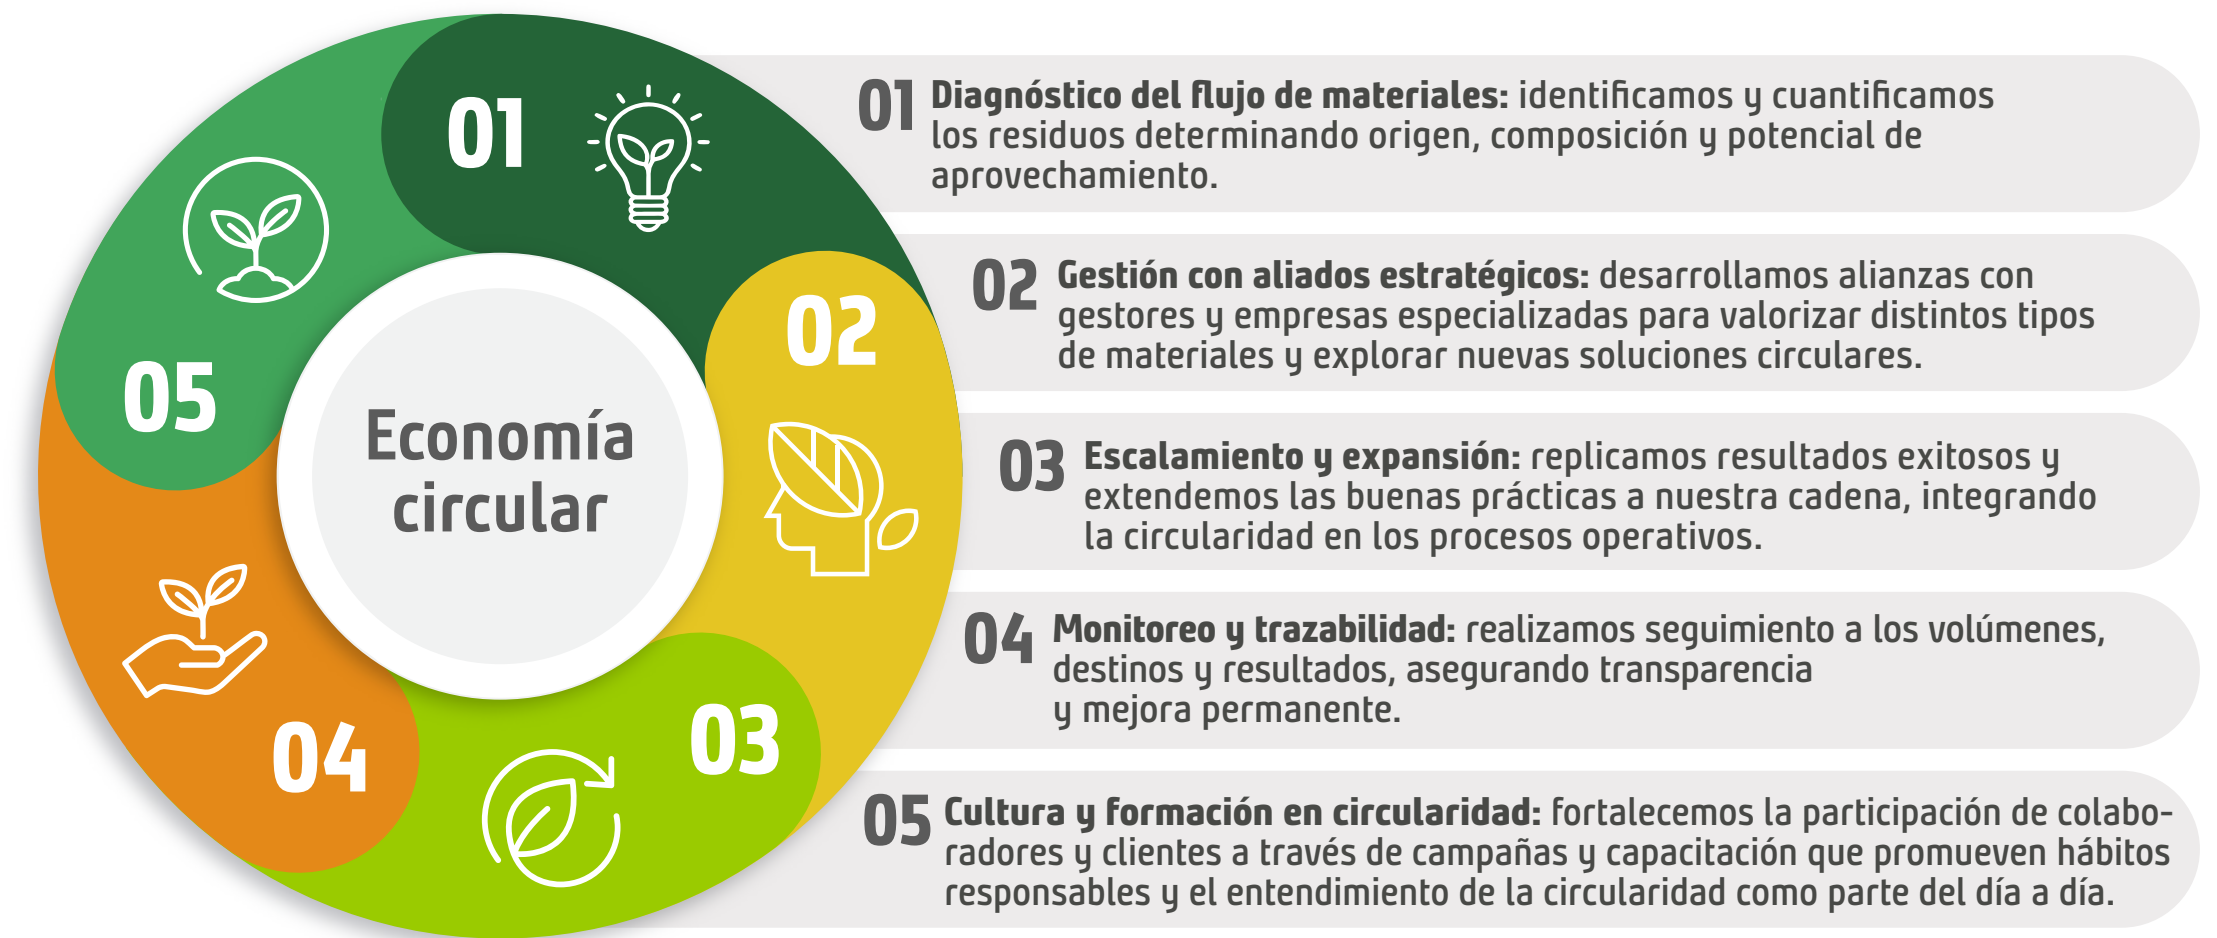 01
02
03
04
05
Economía
circular
01 Diagnóstico del flujo de materiales: identificamos y cuantificamos
los residuos determinando origen, composición y potencial de
aprovechamiento.
02 Gestión con aliados estratégicos: desarrollamos alianzas con
gestores y empresas especializadas para valorizar distintos tipos
de materiales y explorar nuevas soluciones circulares.
03 Escalamiento y expansión: replicamos resultados exitosos y
extendemos las buenas prácticas a nuestra cadena, integrando
la circularidad en los procesos operativos.
04 Monitoreo y trazabilidad: realizamos seguimiento a los volúmenes,
destinos y resultados, asegurando transparencia
y mejora permanente.
05 Cultura y formación en circularidad: fortalecemos la participación de colabo-
radores y clientes a través de campañas y capacitación que promueven hábitos
responsables y el entendimiento de la circularidad como parte del día a día.